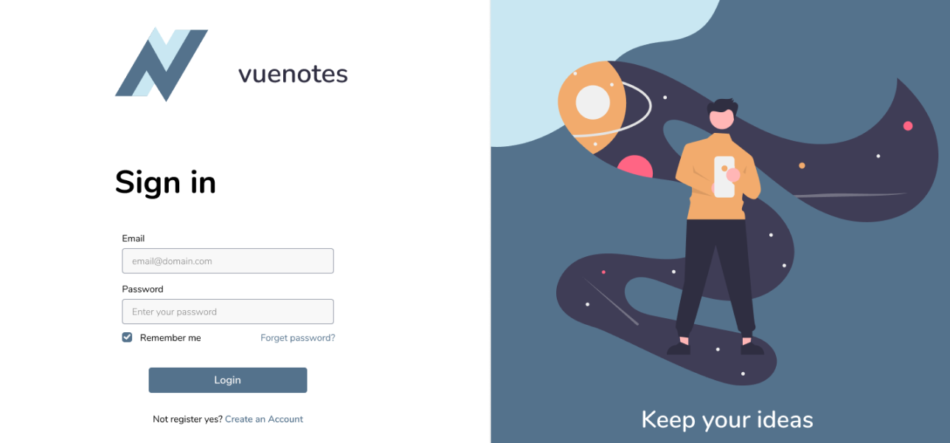 vuenotes
Sign in
Email
email@domain.com
Password
Enter your password
Remember me Forget password?
Login
Not register yes? Create an Account
Keep your ideas